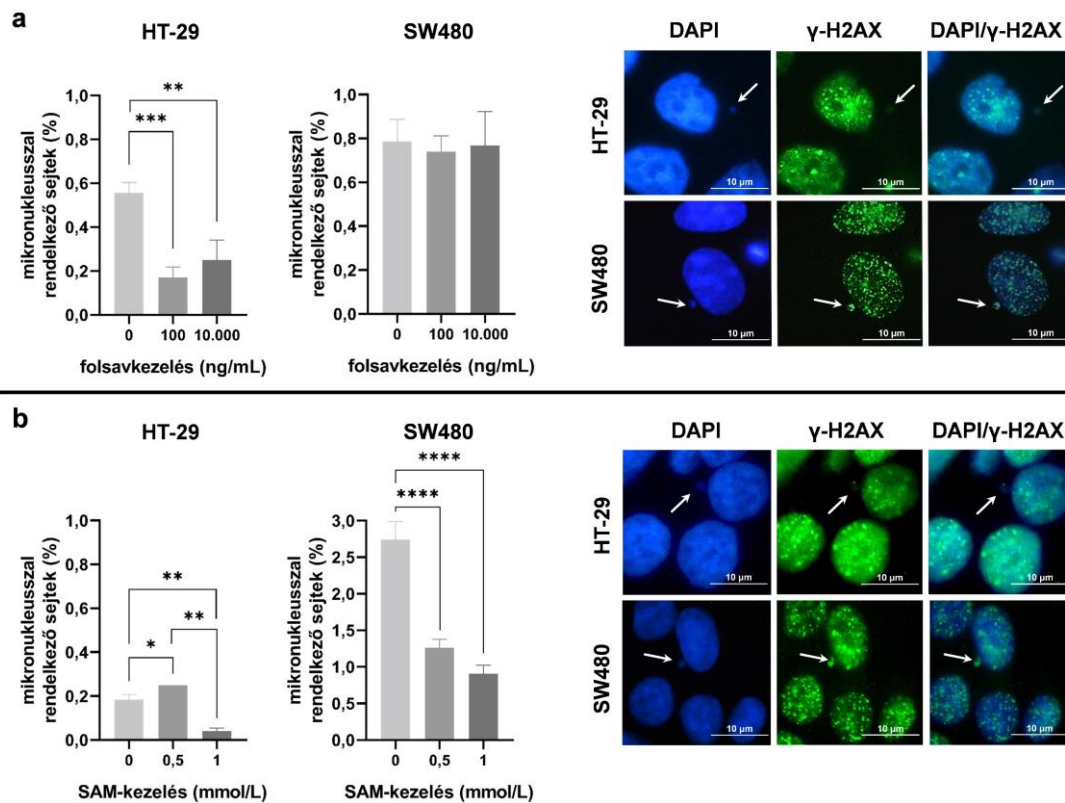 a
HT-29
SW480
mikronukleusszal
rendelkező sejtek (%)
1,0
0,8
0,6
0,4
0,2
0,0
**
***
0 100 10.000
folsavkezelés (ng/mL)
mikronukleusszal
rendelkező sejtek (%)
1,0
0,8
0,6
0,4
0,2
0,0
0 100 10.000
folsavkezelés (ng/mL)
DAPI γ-H2AX DAPI/γ-H2AX
HT-29
10 µm 10 µm 10 µm
SW480
10 µm 10 µm 10 µm
b
HT-29
SW480
mikronukleusszal
rendelkező sejtek (%)
1,0
0,8
0,6
0,4
0,2
0,0
**
**
*
0 0,5 1
SAM-kezelés (mmol/L)
mikronukleusszal
rendelkező sejtek (%)
3,0
2,5
2,0
1,5
1,0
0,5
0,0
****
****
0 0,5 1
SAM-kezelés (mmol/L)
DAPI γ-H2AX DAPI/γ-H2AX
HT-29
10 µm 10 µm 10 µm
SW480
10 µm 10 µm 10 µm